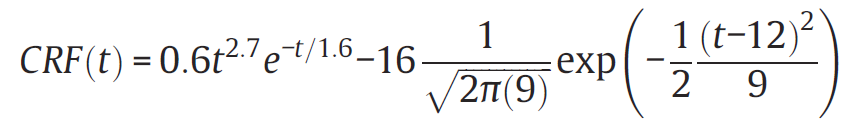 CRF(t) = 0.6t^{2.7} e^{-t/1.6} - 16 \frac{1}{\sqrt{2\pi(9)}} exp\left(-\frac{1}{2}\frac{(t-12)^2}{9}\right)